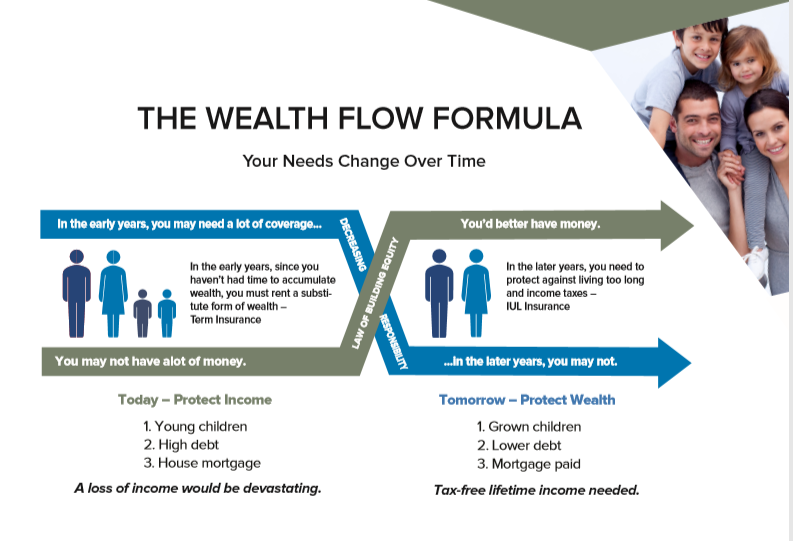 THE WEALTH FLOW FORMULA
Your Needs Change Over Time
In the early years, you may need a lot of coverage...
DECREASING
RESPONSIBILITY
LAW OF BUILDING EQUITY
You'd better have money.
In the early years, since you
haven't had time to accumulate
wealth, you must rent a substi-
tute form of wealth –
Term Insurance
In the later years, you need to
protect against living too long
and income taxes –
IUL Insurance
You may not have alot of money.
...In the later years, you may not.
Today – Protect Income
1. Young children
2. High debt
3. House mortgage
A loss of income would be devastating.
Tomorrow – Protect Wealth
1. Grown children
2. Lower debt
3. Mortgage paid
Tax-free lifetime income needed.